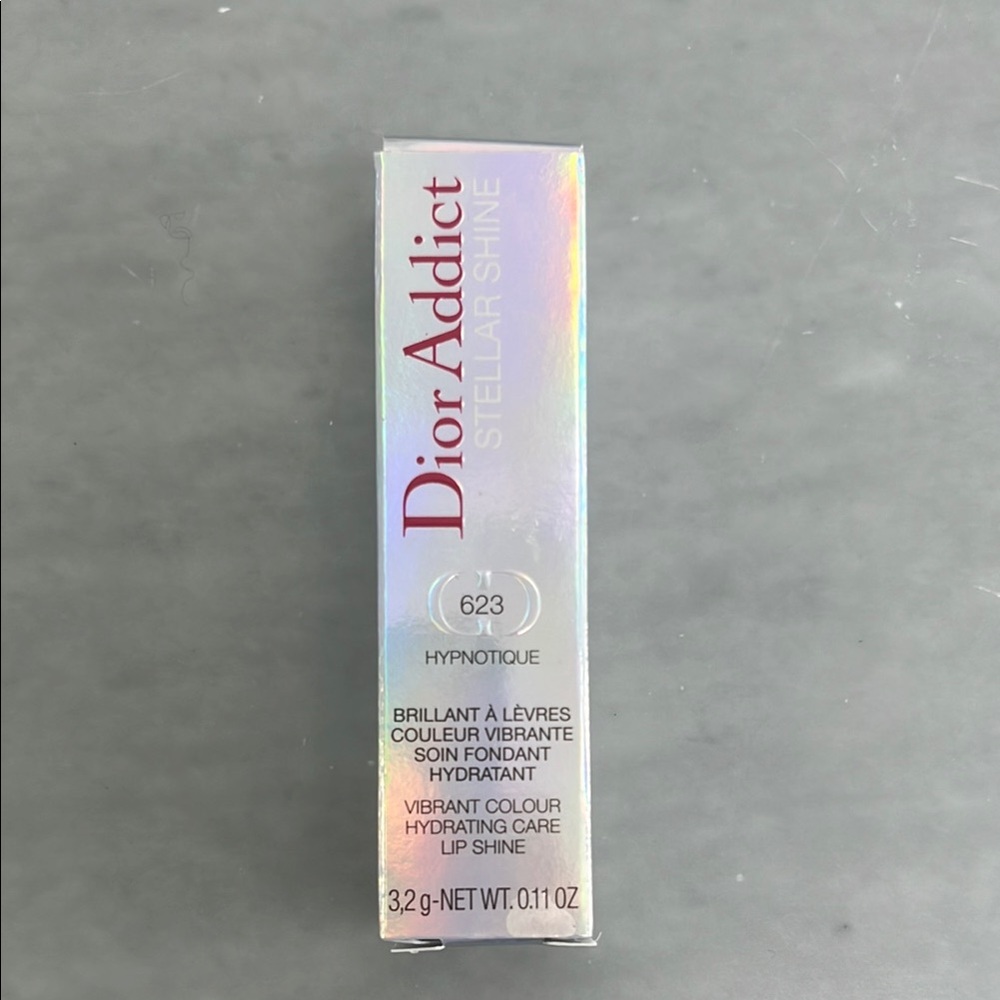 Dior Addict
STELLAR SHINE
623
HYPNOTIQUE
BRILLANT À LÈVRES
COULEUR VIBRANTE
SOIN FONDANT
HYDRATANT
VIBRANT COLOUR
HYDRATING CARE
LIP SHINE
3,2 g-NET WT. 0.11 OZ